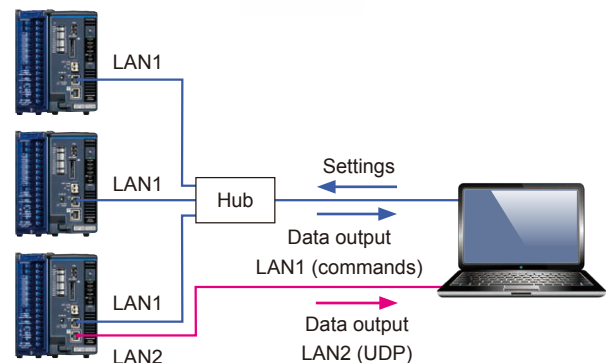 LAN1
LAN1
Hub
Settings
Data output
LAN1 (commands)
LAN1
Data output
LAN2
LAN2 (UDP)